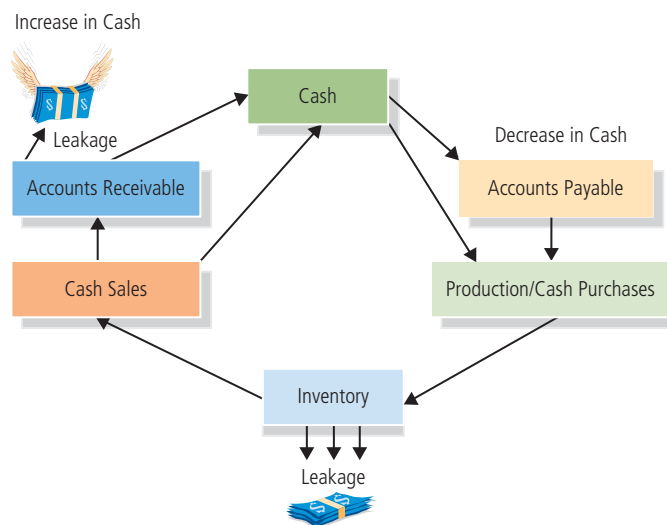 Increase in Cash
Leakage
Cash
Decrease in Cash
Accounts Receivable
Accounts Payable
Cash Sales
Production/Cash Purchases
Inventory
Leakage